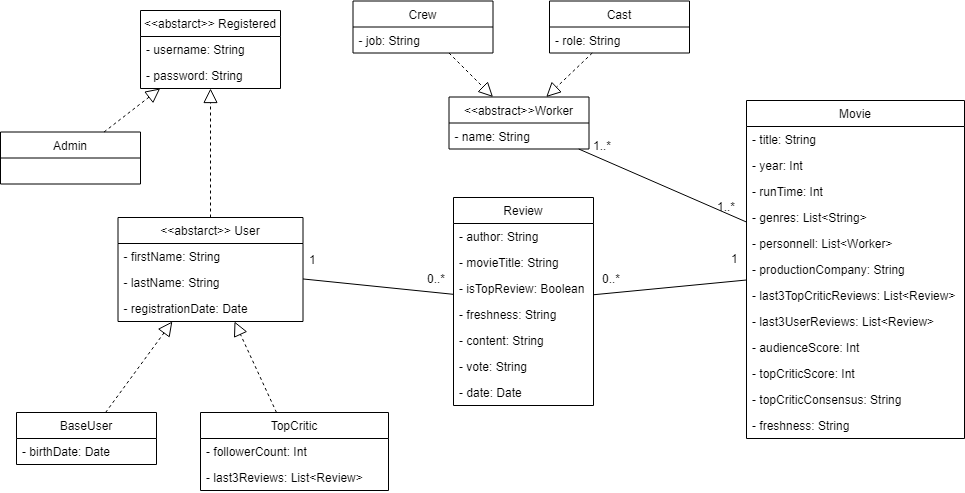 <<abstarct>> Registered
- username: String
- password: String
Admin
<<abstarct>> User
- firstName: String
- lastName: String
- registrationDate: Date
BaseUser
- birthDate: Date
TopCritic
- followerCount: Int
- last3Reviews: List<Review>
Crew
- job: String
Cast
- role: String
<<abstract>>Worker
- name: String
1..*
1..*
Review
- author: String
- movieTitle: String
- isTopReview: Boolean
- freshness: String
- content: String
- vote: String
- date: Date
1
0..*
0..*
1
Movie
- title: String
- year: Int
- runTime: Int
- genres: List<String>
- personnell: List<Worker>
- productionCompany: String
- last3TopCriticReviews: List<Review>
- last3UserReviews: List<Review>
- audienceScore: Int
- topCriticScore: Int
- topCriticConsensus: String
- freshness: String